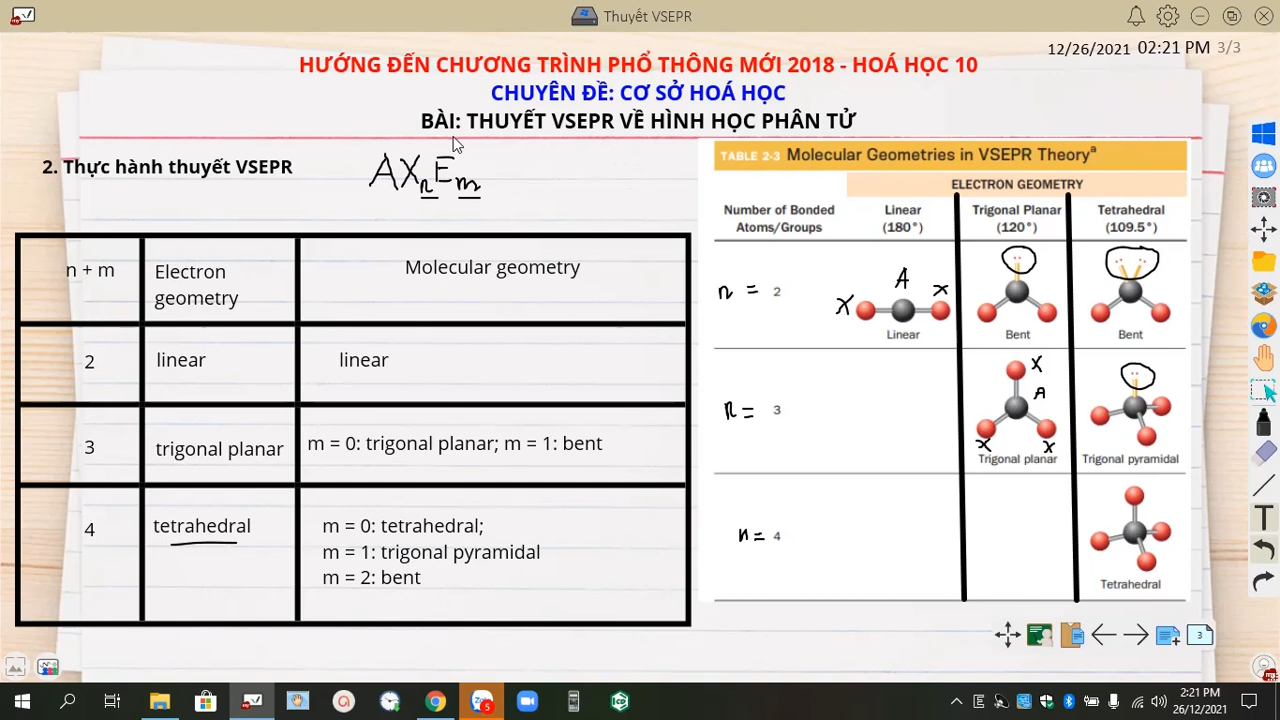 Thuyết VSEPR
12/26/2021 02:21 PM 3/3
HƯỚNG ĐẾN CHƯƠNG TRÌNH PHỔ THÔNG MỚI 2018 - HOÁ HỌC 10
CHUYÊN ĐỀ: CƠ SỞ HOÁ HỌC
BÀI: THUYẾT VSEPR VỀ HÌNH HỌC PHÂN TỬ
2. Thực hành thuyết VSEPR
AXnEm
n + m
Electron
geometry
Molecular geometry
2
linear
linear
3
trigonal planar
m = 0: trigonal planar; m = 1: bent
4
tetrahedral
m = 0: tetrahedral;
m = 1: trigonal pyramidal
m = 2: bent
TABLE 2-3 Molecular Geometries in VSEPR Theoryª
ELECTRON GEOMETRY
Number of Bonded
Atoms/Groups
Linear
(180°)
Trigonal Planar
(120°)
Tetrahedral
(109.5°)
n = 2
X A X
Linear
Bent
Bent
n = 3
X
A
X X
Trigonal planar
Trigonal pyramidal
n = 4
Tetrahedral
3
2:21 PM
26/12/2021